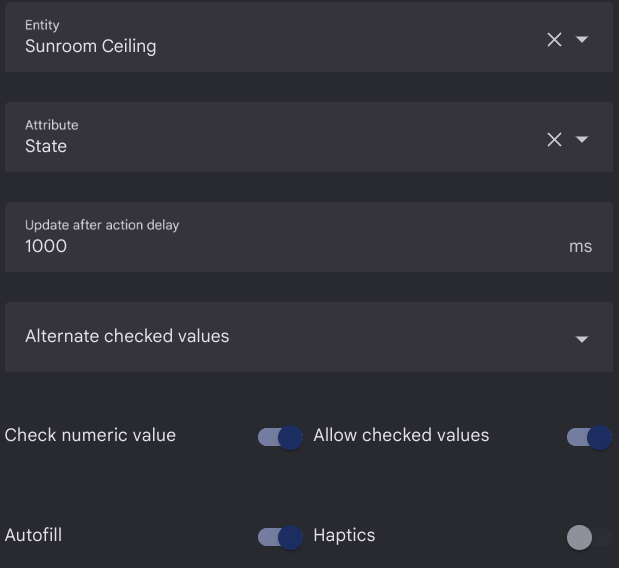 Entity
Sunroom Ceiling
Attribute
State
Update after action delay
1000 ms
Alternate checked values
Check numeric value Allow checked values
Autofill Haptics